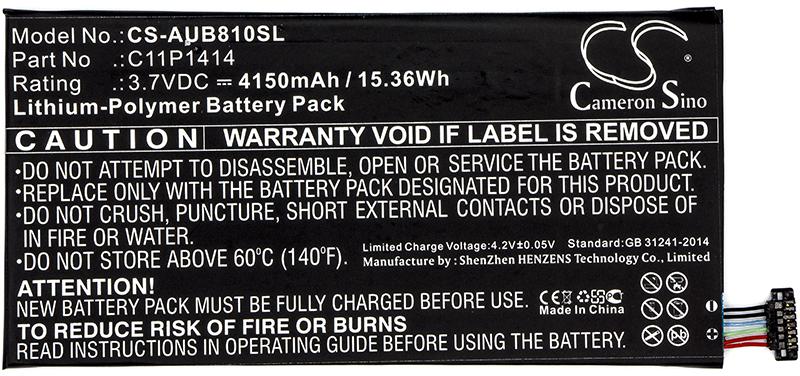 Model No.: CS-AUB810SL
Part No : C11P1414
Rating : 3.7VDC ⎓ 4150mAh / 15.36Wh
Lithium-Polymer Battery Pack
CS
Cameron Sino
CAUTION WARRANTY VOID IF LABEL IS REMOVED
•DO NOT ATTEMPT TO DISASSEMBLE, OPEN OR SERVICE THE BATTERY PACK.
•REPLACE ONLY WITH THE BATTERY PACK DESIGNATED FOR THIS PRODUCT.
•DO NOT CRUSH, PUNCTURE, SHORT EXTERNAL CONTACTS OR DISPOSE OF
IN FIRE OR WATER.
•DO NOT STORE ABOVE 60℃ (140℉).
Limited Charge Voltage:4.2V±0.05V Standard:GB 31241-2014
Manufacture by : ShenZhen HENZENS Technology Co., Limited
ATTENTION!
NEW BATTERY PACK MUST BE FULLY CHARGED BEFORE USE.
TO REDUCE RISK OF FIRE OR BURNS
READ OPERATION GUIDE BEFORE USING THE BATTERY PACK.
CE
Made in CHINA